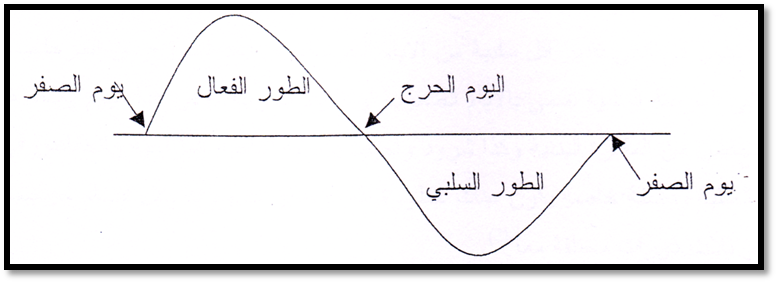 الطور الفعال
اليوم الحرج
يوم الصفر
الطور السلبي
يوم الصفر